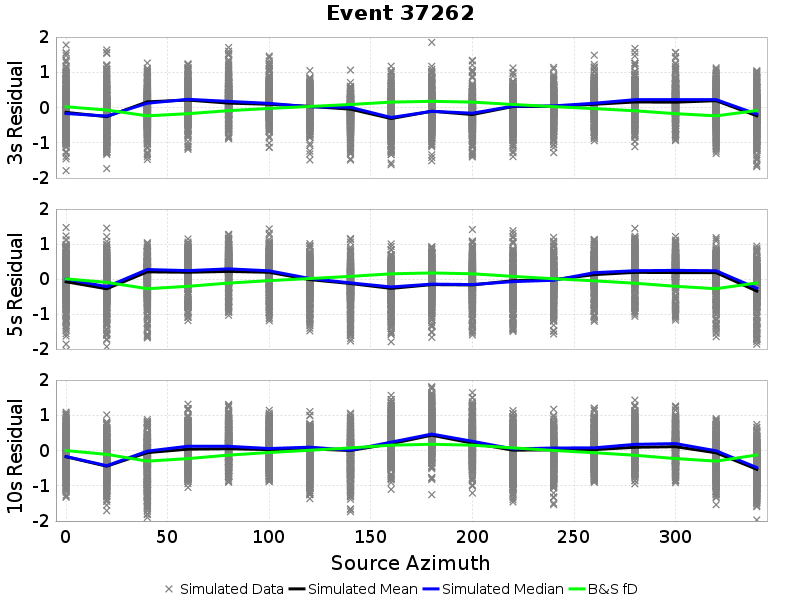 Event 37262
3s Residual
2
1
0
-1
-2
5s Residual
2
1
0
-1
-2
10s Residual
2
1
0
-1
-2
0 50 100 150 200 250 300
Source Azimuth
Simulated Data Simulated Mean Simulated Median B&S fD